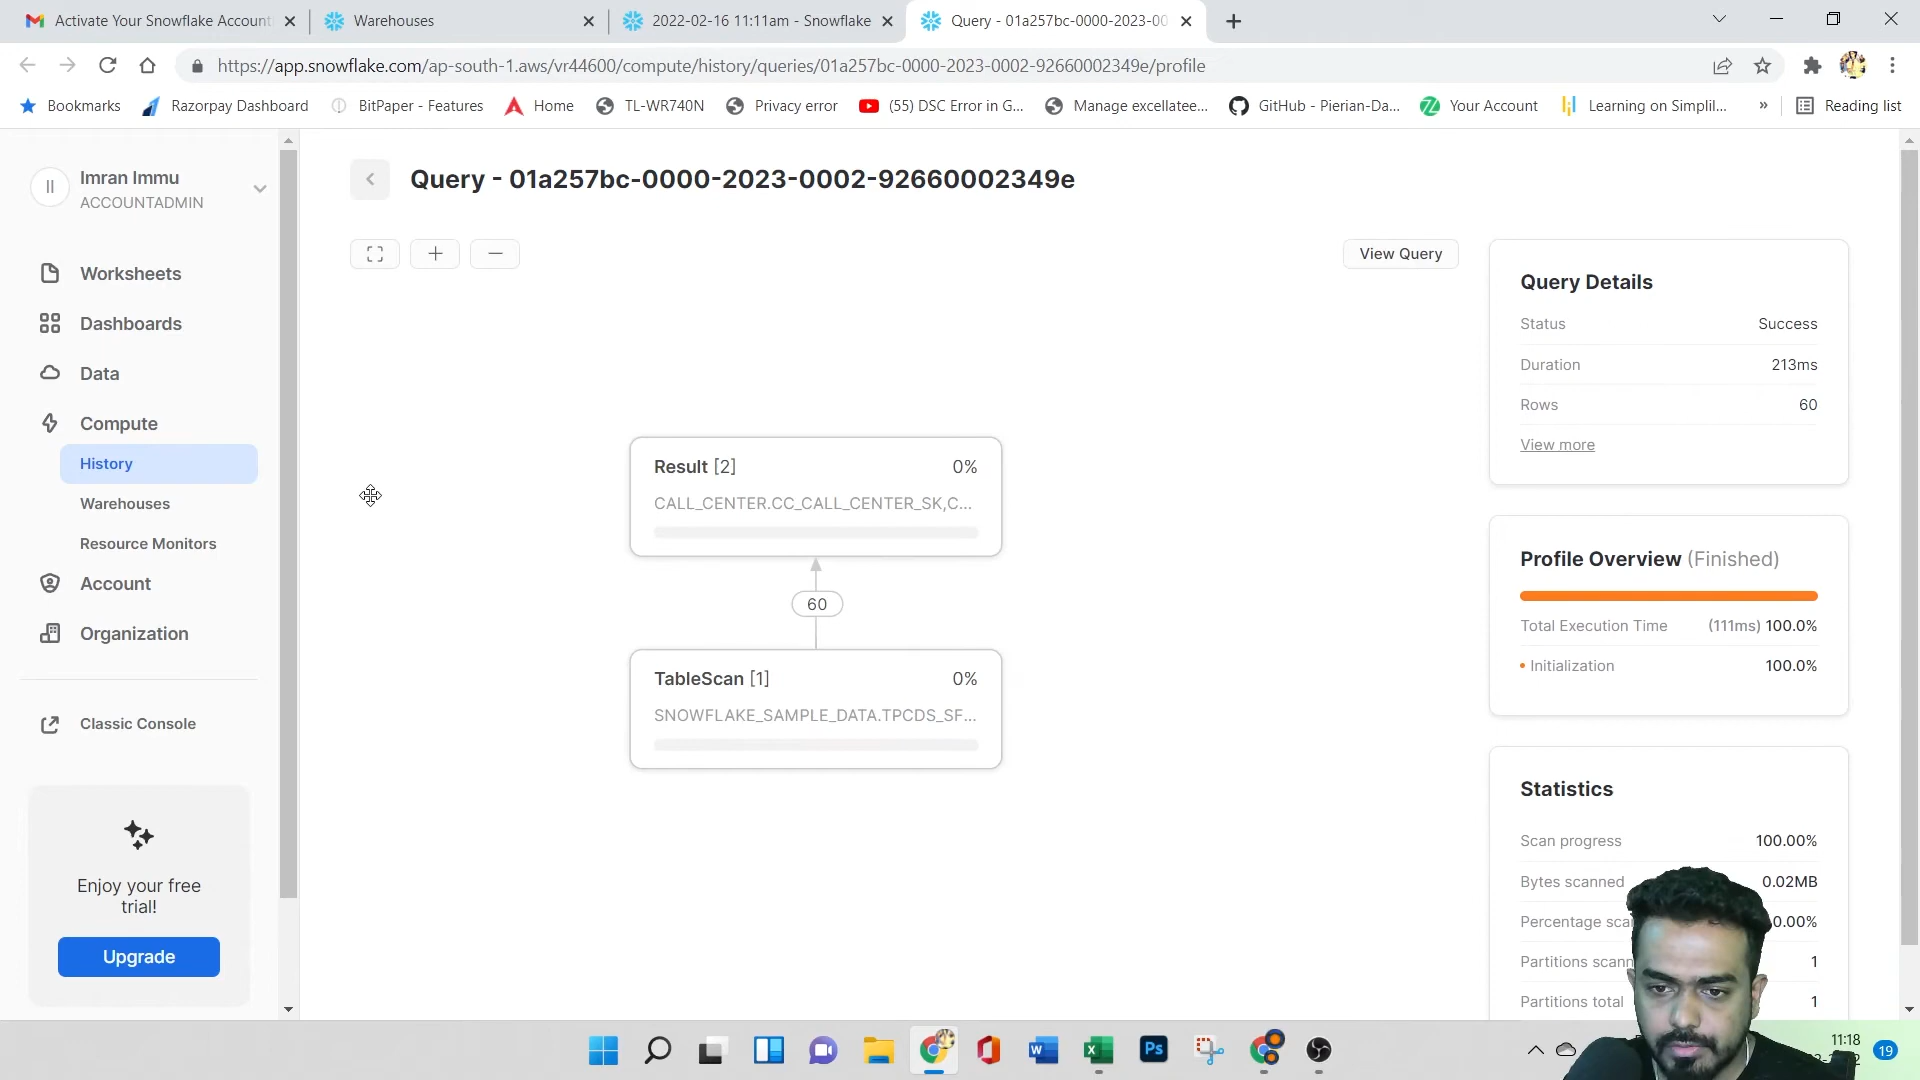 Activate Your Snowflake Account
Warehouses
2022-02-16 11:11am - Snowflake
Query - 01a257bc-0000-2023-00
https://app.snowflake.com/ap-south-1.aws/vr44600/compute/history/queries/01a257bc-0000-2023-0002-92660002349e/profile
Bookmarks
Razorpay Dashboard
BitPaper - Features
Home
TL-WR740N
Privacy error
(55) DSC Error in G...
Manage excellatee...
GitHub - Pierian-Da...
Your Account
Learning on Simplil...
»
Reading list
II
Imran Immu
ACCOUNTADMIN
Worksheets
Dashboards
Data
Compute
History
Warehouses
Resource Monitors
Account
Organization
Classic Console
Enjoy your free
trial!
Upgrade
Query - 01a257bc-0000-2023-0002-92660002349e
View Query
Result [2] 0%
CALL_CENTER.CC_CALL_CENTER_SK,C...
60
TableScan [1] 0%
SNOWFLAKE_SAMPLE_DATA.TPCDS_SF...
Query Details
Status Success
Duration 213ms
Rows 60
View more
Profile Overview (Finished)
Total Execution Time (111ms) 100.0%
Initialization 100.0%
Statistics
Scan progress 100.00%
Bytes scanned 0.02MB
Percentage 0.00%
Partitions 1
Partitions total 1
11:18
19